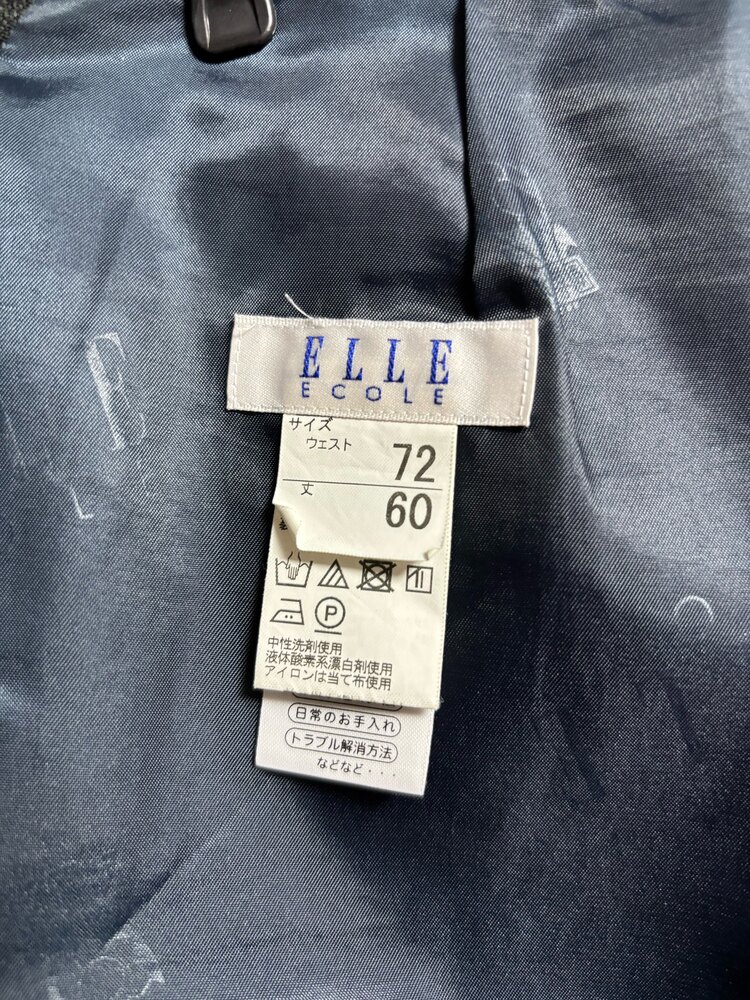 ELLE
ECOLE
サイズ
ウェスト
72
丈
60
P
中性洗剤使用
液体酸素系漂白剤使用
アイロンは当て布使用
日常のお手入れ
トラブル解消方法
などなど・・・